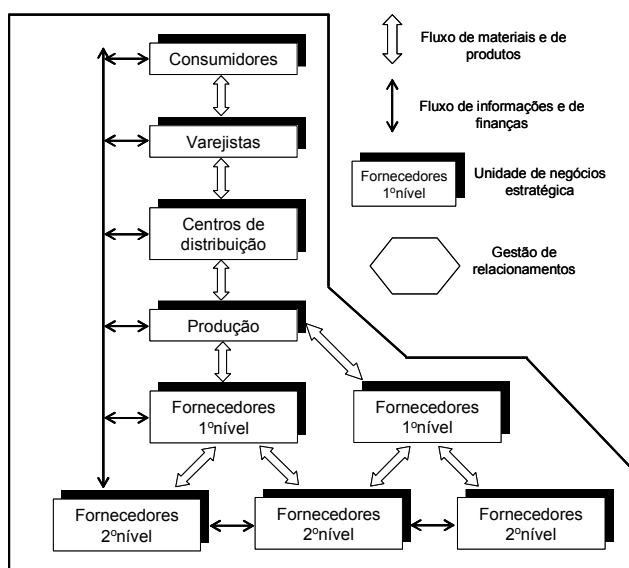 Consumidores
Varejistas
Centros de
distribuição
Produção
Fornecedores
1ºnível
Fornecedores
1ºnível
Fornecedores
2ºnível
Fornecedores
2ºnível
Fornecedores
2ºnível
Fluxo de materiais e de
produtos
Fluxo de informações e de
finanças
Fornecedores
1ºnível
Unidade de negócios
estratégica
Gestão de
relacionamentos